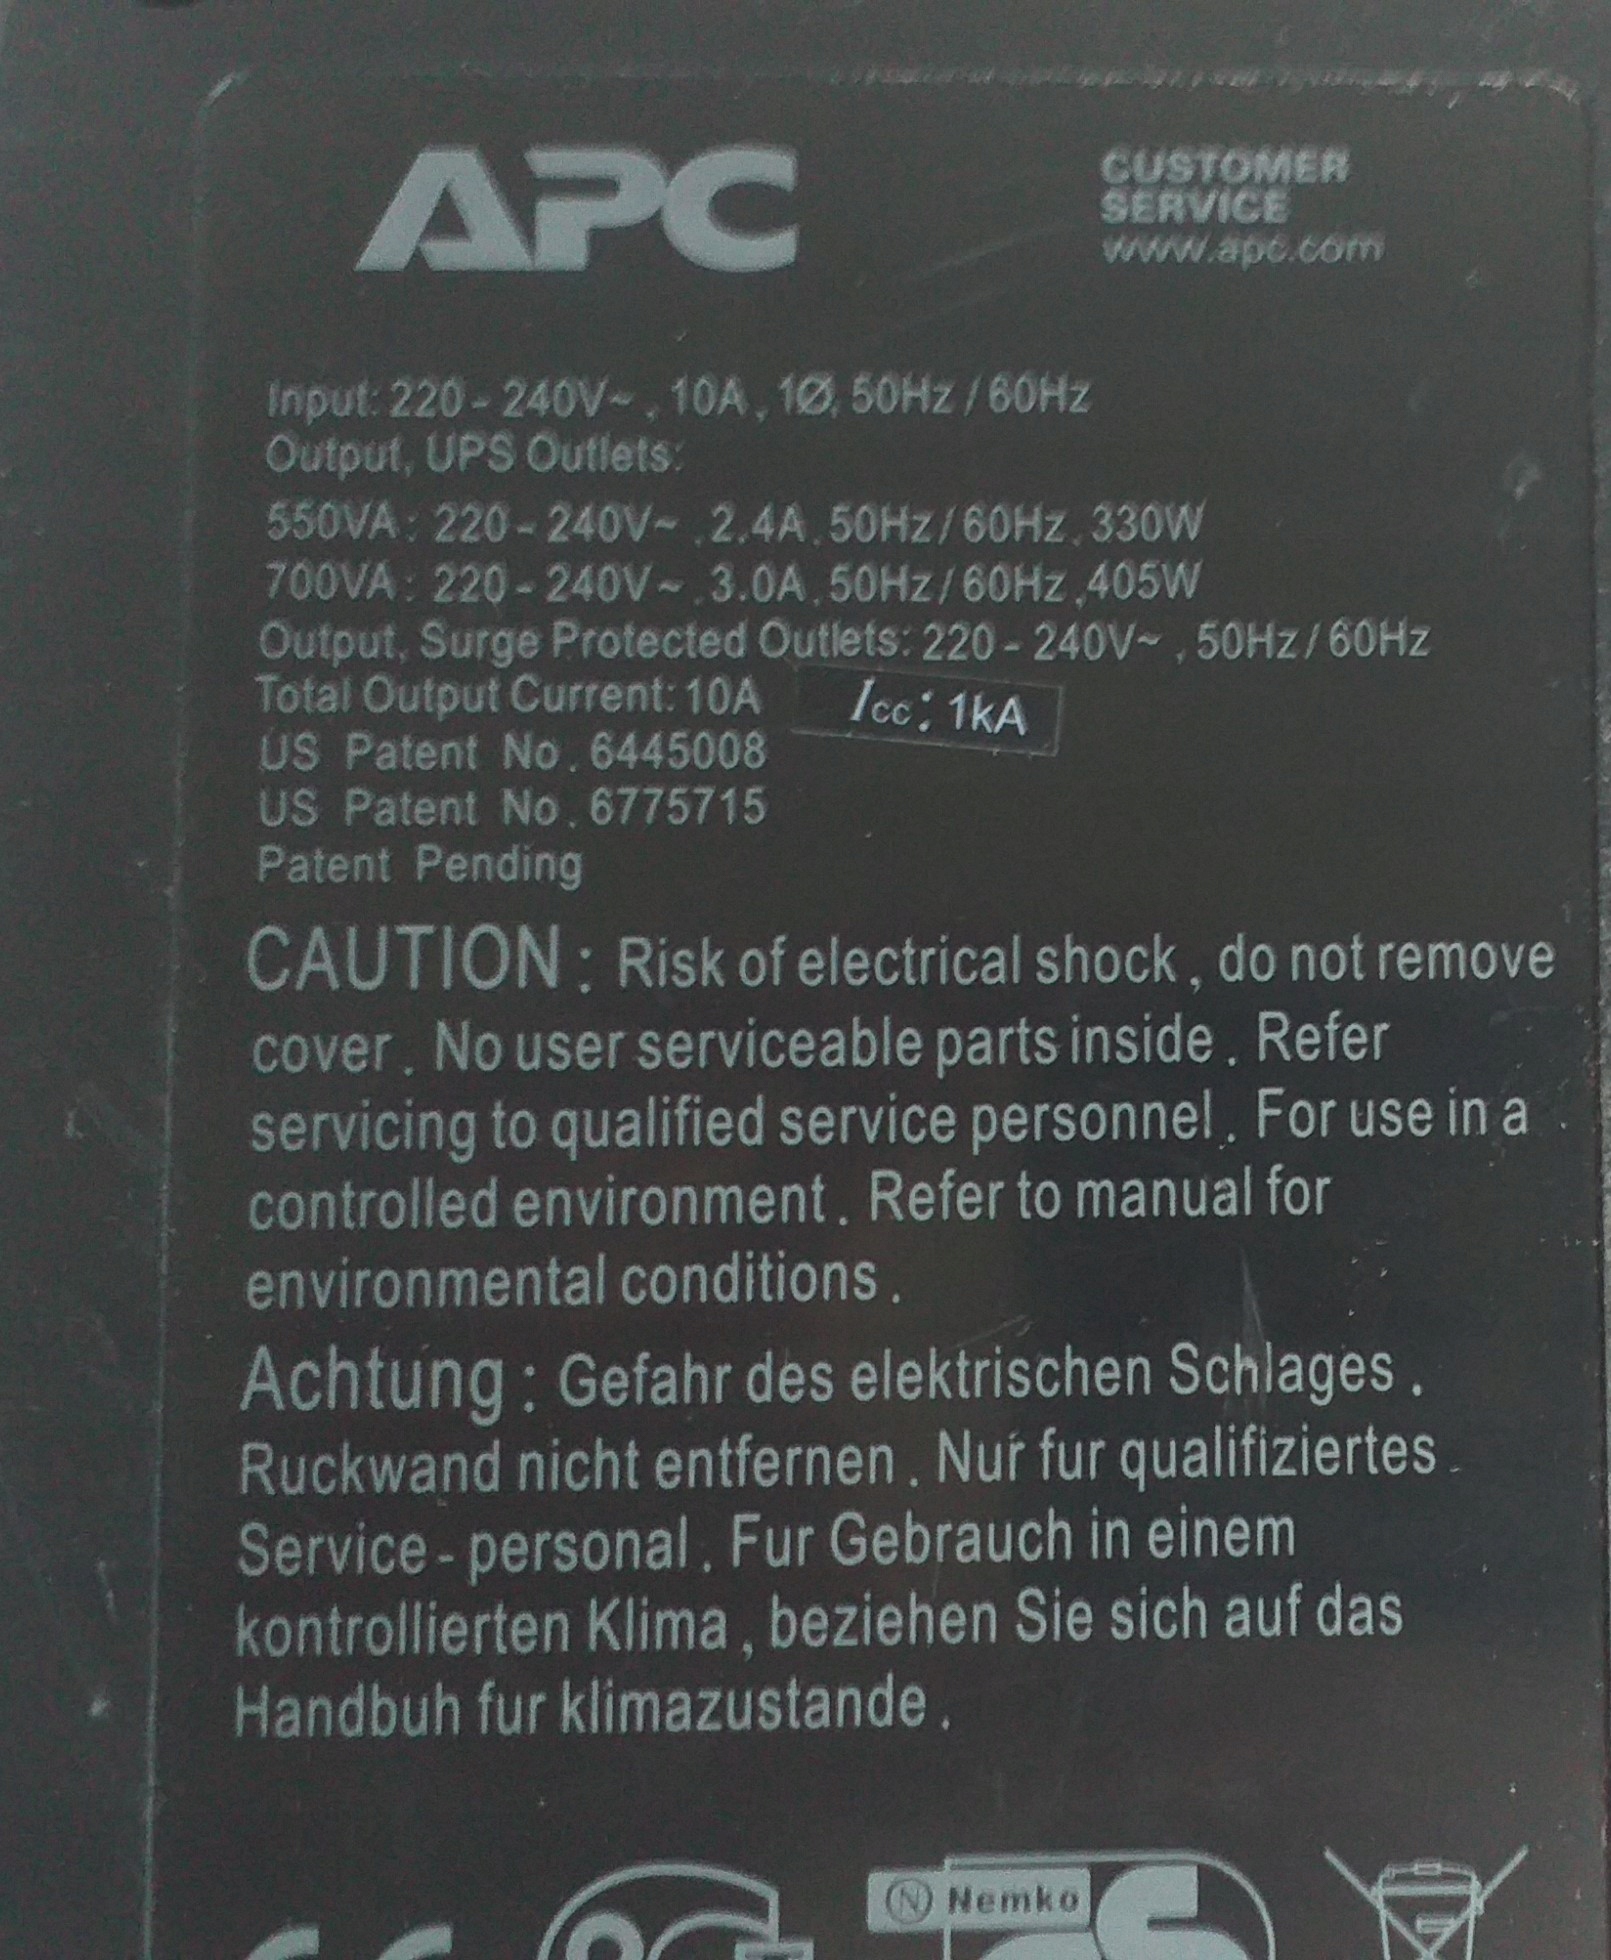 APC
CUSTOMER
SERVICE
www.apc.com
Input: 220 - 240V~ , 10A , 1Ø, 50Hz / 60Hz
Output, UPS Outlets:
550VA : 220 - 240V~ , 2.4A , 50Hz / 60Hz , 330W
700VA : 220 - 240V~ , 3.0A , 50Hz / 60Hz , 405W
Output, Surge Protected Outlets: 220 - 240V~ , 50Hz / 60Hz
Total Output Current: 10A
Icc: 1kA
US Patent No. 6445008
US Patent No. 6775715
Patent Pending
CAUTION : Risk of electrical shock , do not remove
cover . No user serviceable parts inside . Refer
servicing to qualified service personnel . For use in a
controlled environment . Refer to manual for
environmental conditions .
Achtung : Gefahr des elektrischen Schlages .
Ruckwand nicht entfernen . Nur fur qualifiziertes
Service - personal . Fur Gebrauch in einem
kontrollierten Klima , beziehen Sie sich auf das
Handbuh fur klimazustande .
N Nemko